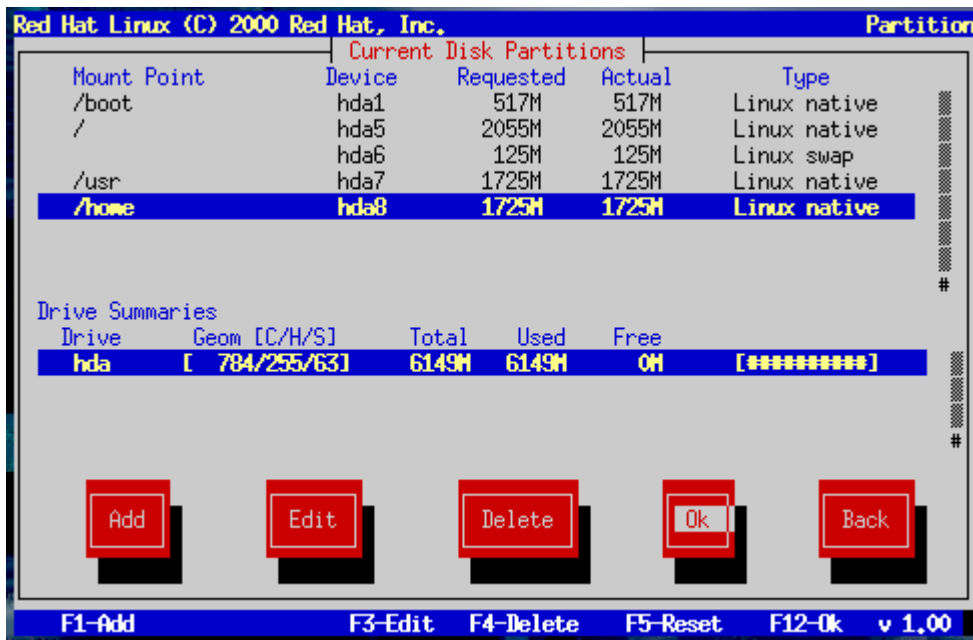 Red Hat Linux (C) 2000 Red Hat, Inc. Partition
Current Disk Partitions
Mount Point Device Requested Actual Type
/boot hda1 517M 517M Linux native
/ hda5 2055M 2055M Linux native
hda6 125M 125M Linux swap
/usr hda7 1725M 1725M Linux native
/home hda8 1725M 1725M Linux native
#
Drive Summaries
Drive Geom [C/H/S] Total Used Free
hda [ 784/255/63] 6149M 6149M 0M [##########]
#
Add Edit Delete Ok Back
F1-Add F3-Edit F4-Delete F5-Reset F12-Ok v 1.00